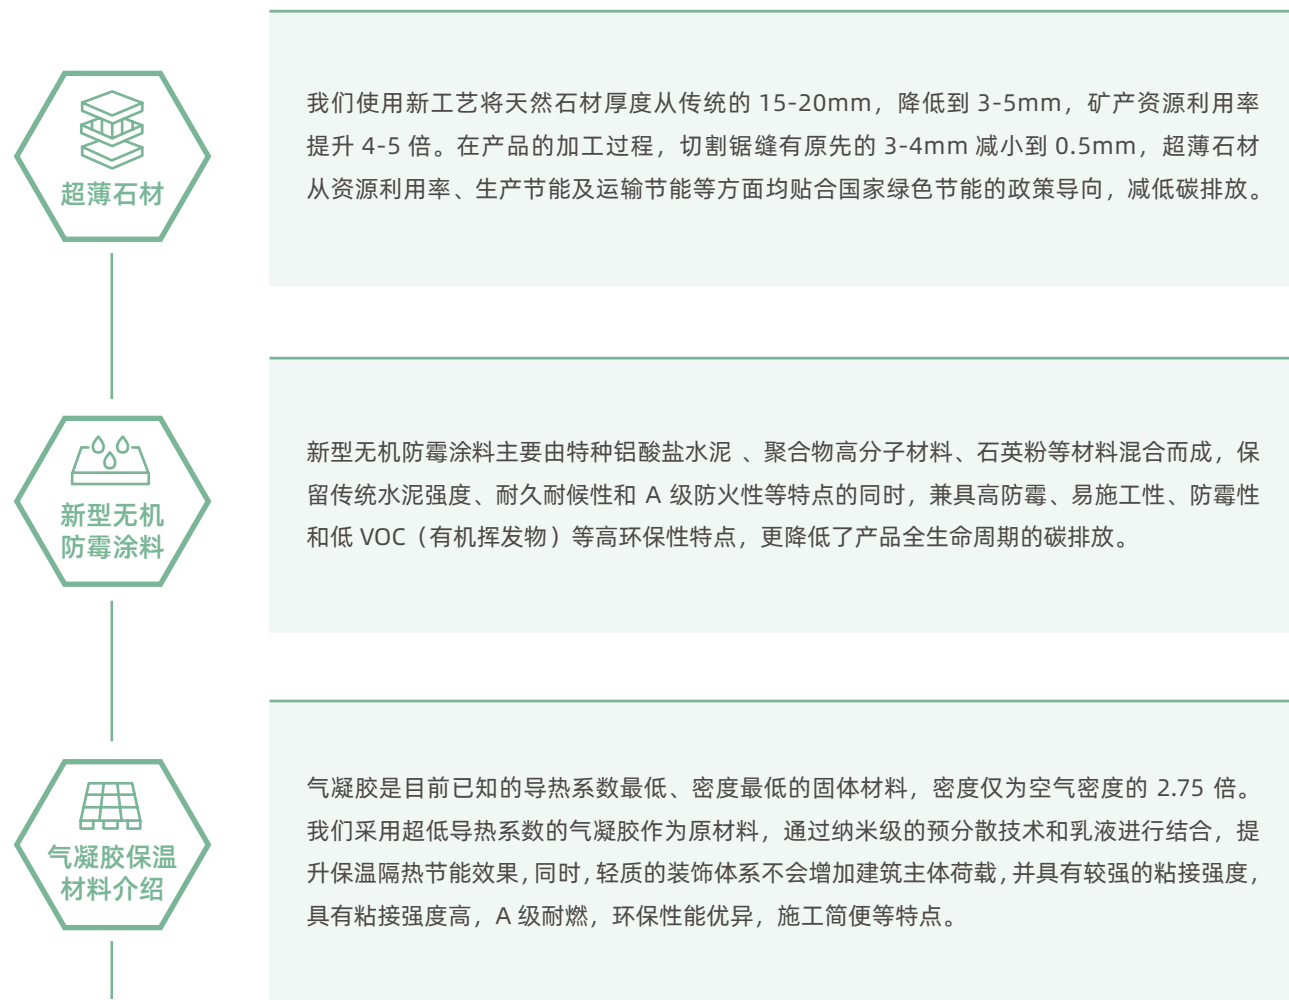 超薄石材
我们使用新工艺将天然石材厚度从传统的 15-20mm，降低到 3-5mm，矿产资源利用率
提升 4-5 倍。在产品的加工过程，切割锯缝有原先的 3-4mm 减小到 0.5mm，超薄石材
从资源利用率、生产节能及运输节能等方面均贴合国家绿色节能的政策导向，减低碳排放。
新型无机
防霉涂料
新型无机防霉涂料主要由特种铝酸盐水泥 、聚合物高分子材料、石英粉等材料混合而成，保
留传统水泥强度、耐久耐候性和 A 级防火性等特点的同时，兼具高防霉、易施工性、防霉性
和低 VOC（有机挥发物）等高环保性特点，更降低了产品全生命周期的碳排放。
气凝胶保温
材料介绍
气凝胶是目前已知的导热系数最低、密度最低的固体材料，密度仅为空气密度的 2.75 倍。
我们采用超低导热系数的气凝胶作为原材料，通过纳米级的预分散技术和乳液进行结合，提
升保温隔热节能效果，同时，轻质的装饰体系不会增加建筑主体荷载，并具有较强的粘接强度，
具有粘接强度高，A 级耐燃，环保性能优异，施工简便等特点。